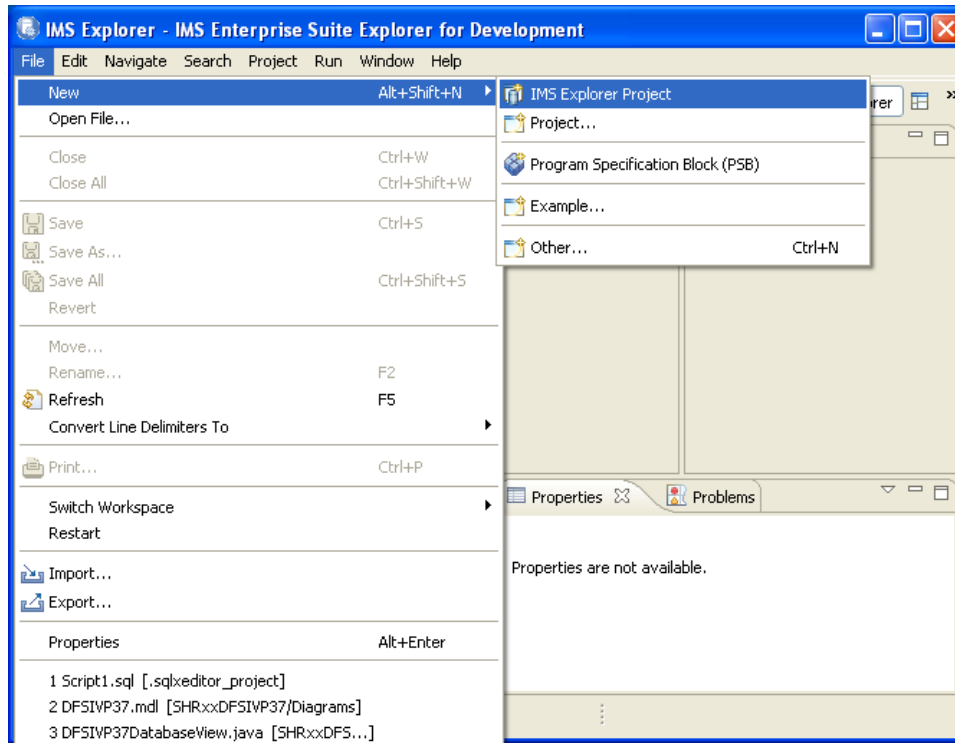 IMS Explorer - IMS Enterprise Suite Explorer for Development
File Edit Navigate Search Project Run Window Help
New Alt+Shift+N
Open File...
Close Ctrl+W
Close All Ctrl+Shift+W
Save Ctrl+S
Save As...
Save All Ctrl+Shift+S
Revert
Move...
Rename... F2
Refresh F5
Convert Line Delimiters To
Print... Ctrl+P
Switch Workspace
Restart
Import...
Export...
Properties Alt+Enter
1 Script1.sql [.sqlxeditor_project]
2 DFSIVP37.mdl [SHRxxDFSIVP37/Diagrams]
3 DFSIVP37DatabaseView.java [SHRxxDFS...]
IMS Explorer Project
Project...
Program Specification Block (PSB)
Example...
Other... Ctrl+N
rer
Properties Problems
Properties are not available.